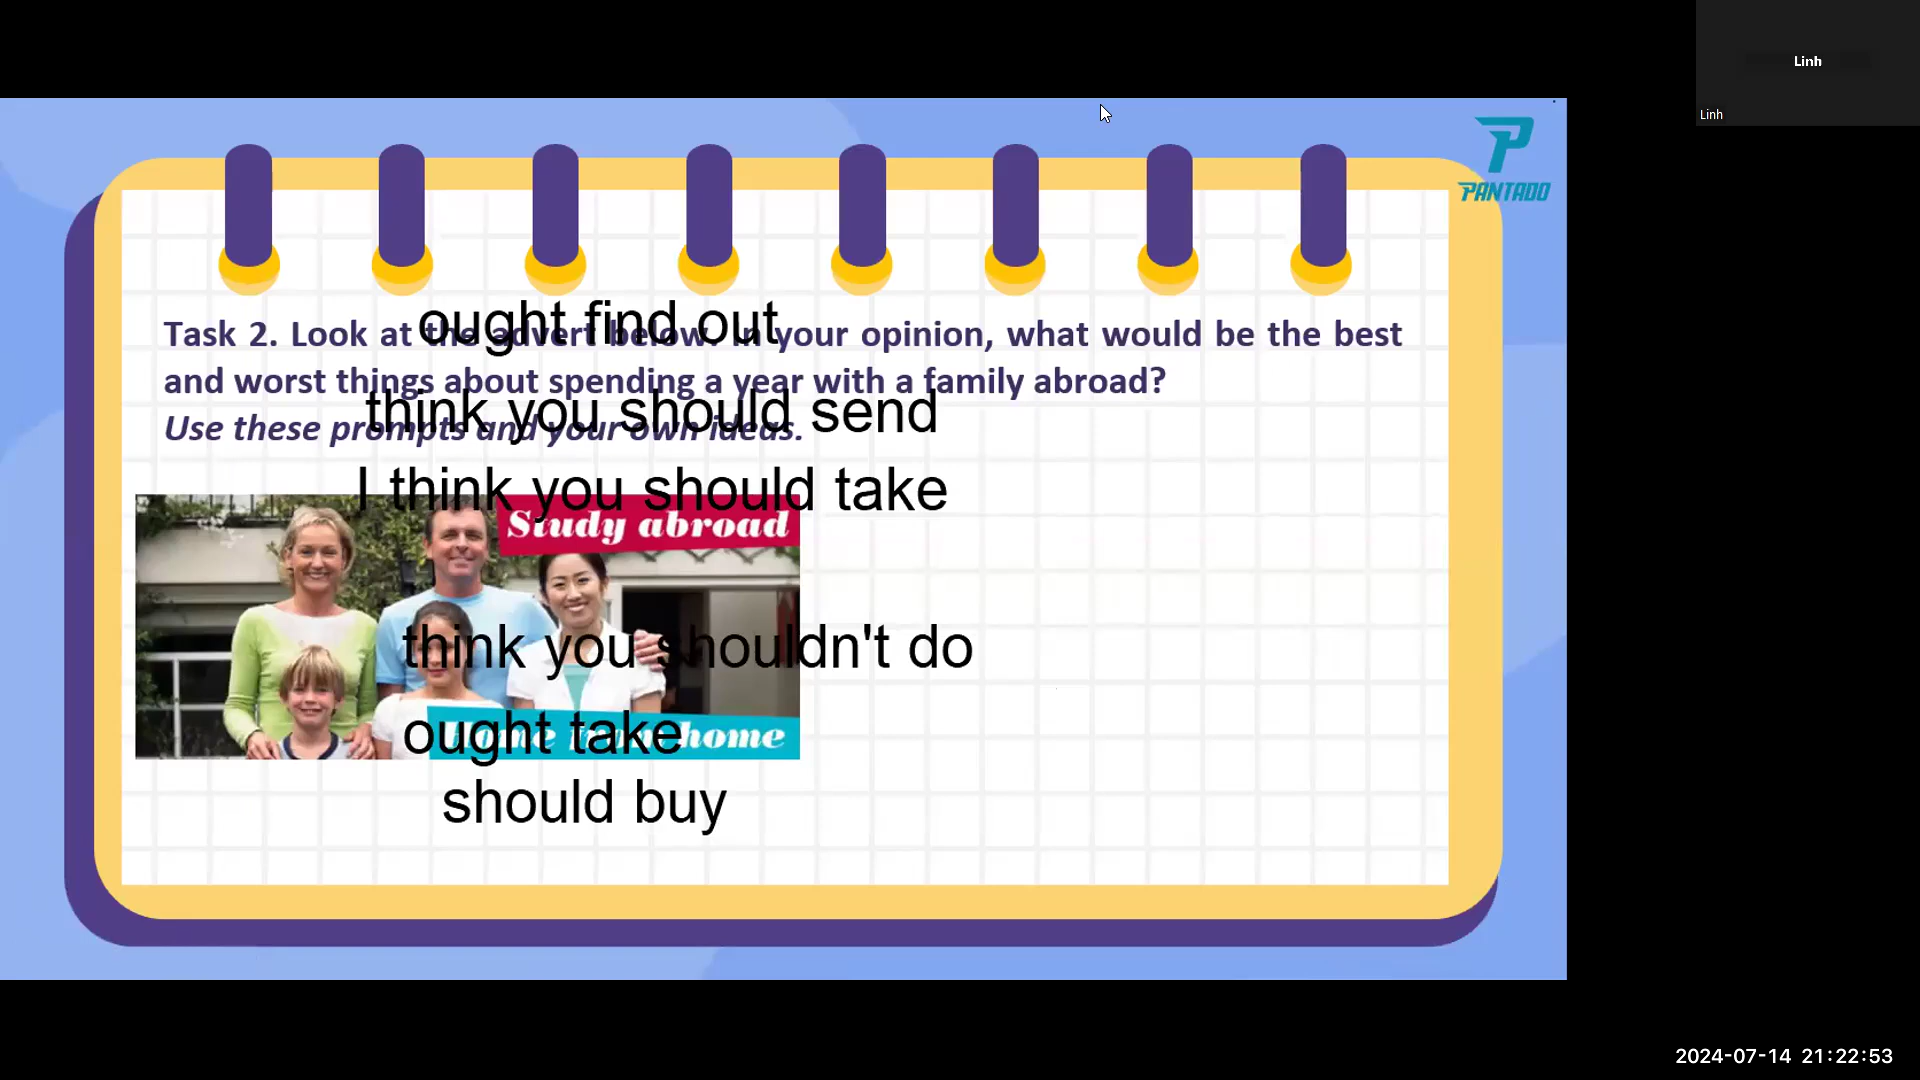 Linh
Linh
PANTADO
ought find out
Task 2. Look at the advert below. In your opinion, what would be the best
and worst things about spending a year with a family abroad?
think you should send
Use these prompts and your own ideas.
I think you should take
Study abroad
think you shouldn't do
ought take
home
should buy
2024-07-14 21:22:53